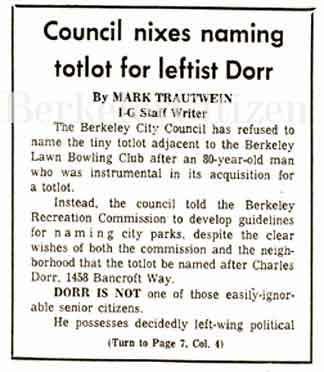 Council nixes naming
totlot for leftist Dorr
By MARK TRAUTWEIN
I-G Staff Writer
The Berkeley City Council has refused to
name the tiny totlot adjacent to the Berkeley
Lawn Bowling Club after an 80-year-old man
who was instrumental in its acquisition for
a totlot.
Instead, the council told the Berkeley
Recreation Commission to develop guidelines
for naming city parks, despite the clear
wishes of both the commission and the neigh-
borhood that the totlot be named after Charles
Dorr, 1458 Bancroft Way.
DORR IS NOT one of those easily-ignor-
able senior citizens.
He possesses decidedly left-wing political
(Turn to Page 7, Col. 4)